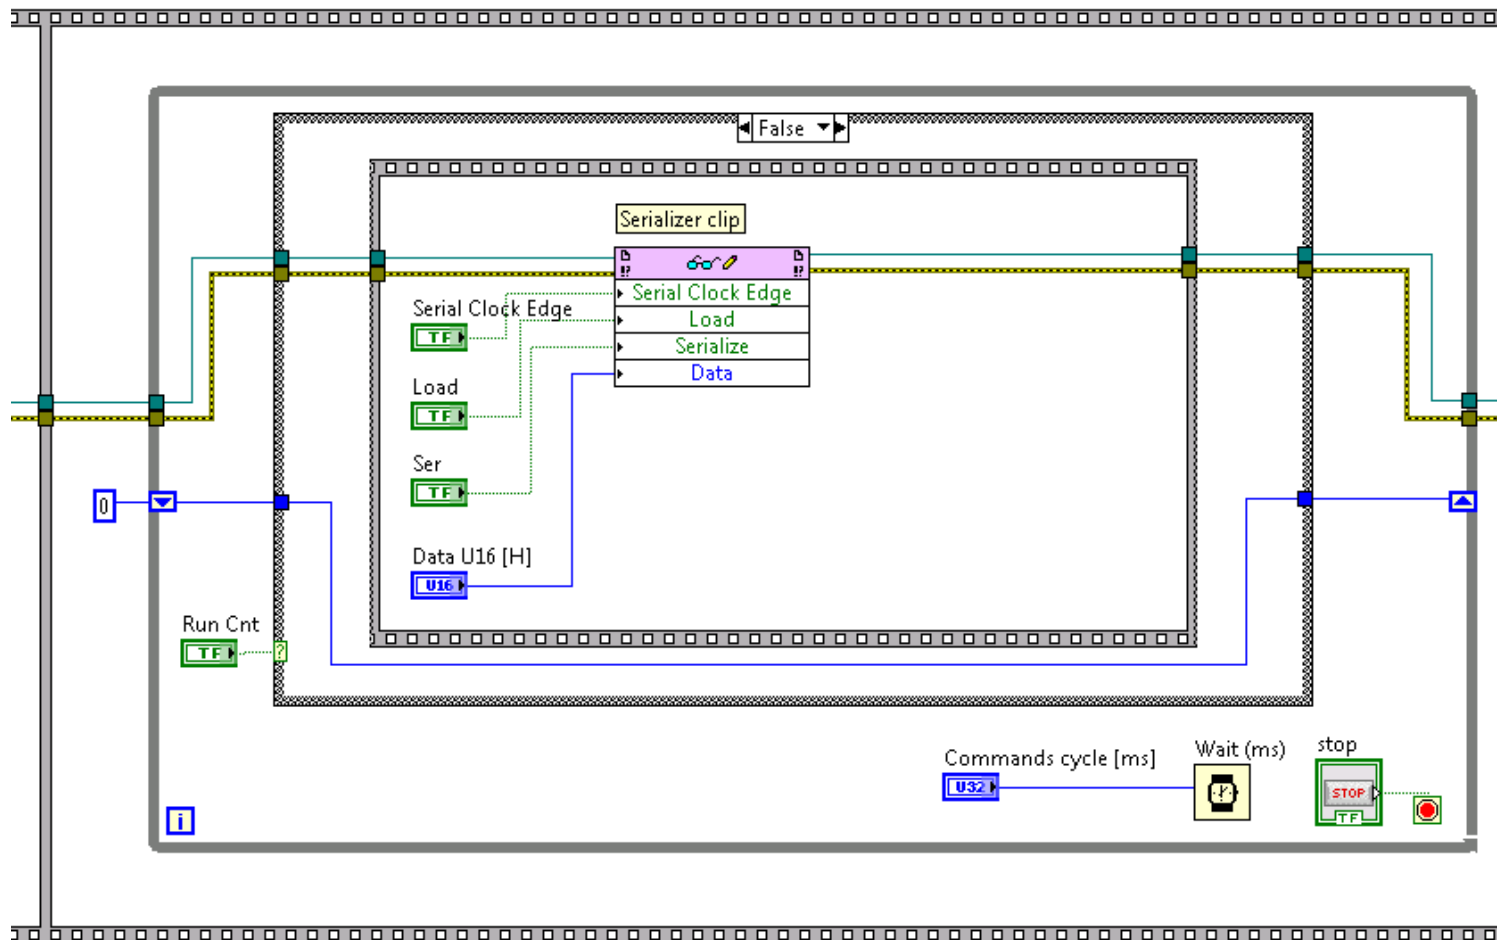 False
Serializer clip
Serial Clock Edge
Serial Clock Edge
TF
Load
Serialize
Data
Load
TF
Ser
TF
0
Data U16 [H]
U16
Run Cnt
TF
?
Commands cycle [ms]
U32
Wait (ms)
stop
STOP
TF
i